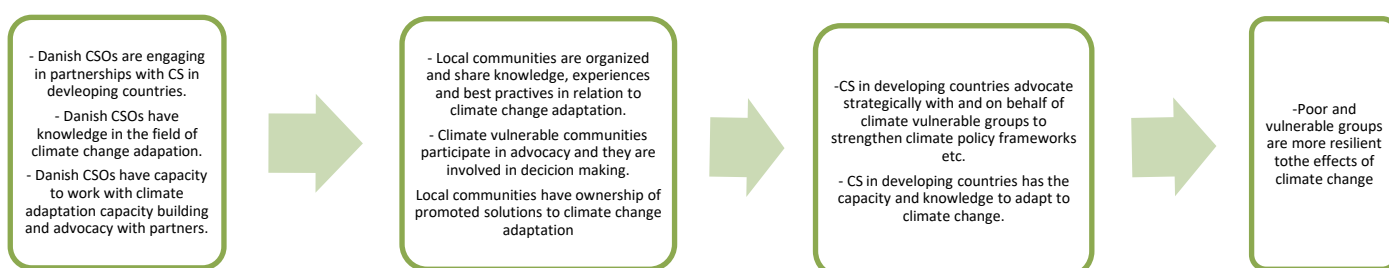 - Danish CSOs are engaging
in partnerships with CS in
devleoping countries.
- Danish CSOs have
knowledge in the field of
climate change adapation.
- Danish CSOs have capacity
to work with climate
adaptation capacity building
and advocacy with partners.
- Local communities are organized
and share knowledge, experiences
and best practives in relation to
climate change adaptation.
- Climate vulnerable communities
participate in advocacy and they are
involved in decicion making.
Local communities have ownership of
promoted solutions to climate change
adaptation
-CS in developing countries advocate
strategically with and on behalf of
climate vulnerable groups to
strengthen climate policy frameworks
etc.
- CS in developing countries has the
capacity and knowledge to adapt to
climate change.
-Poor and
vulnerable groups
are more resilient
tothe effects of
climate change